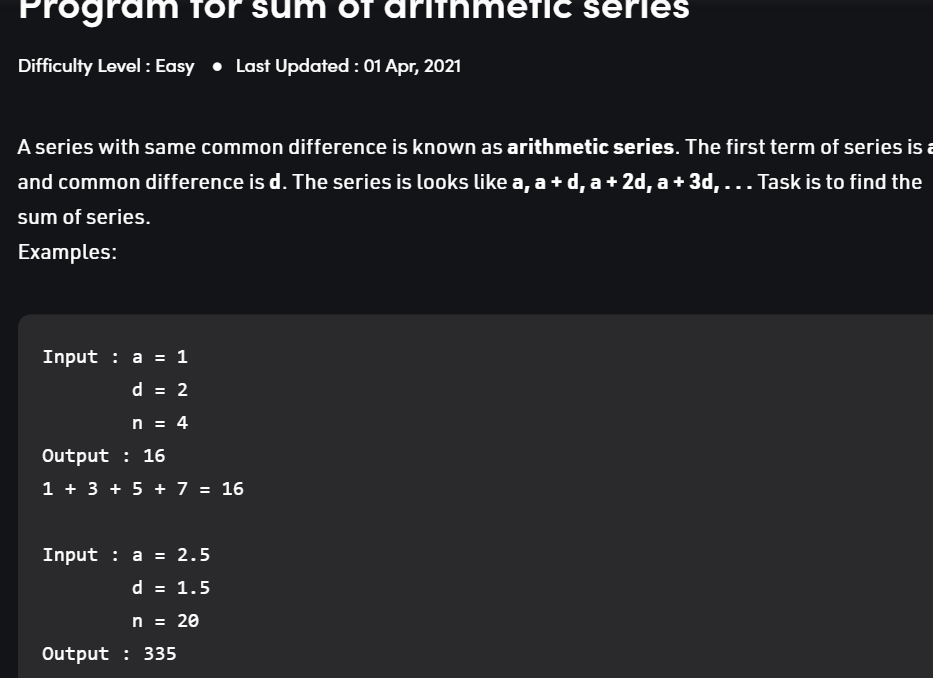 Program for sum of arithmetic series
Difficulty Level : Easy ● Last Updated : 01 Apr, 2021
A series with same common difference is known as arithmetic series. The first term of series is a
and common difference is d. The series is looks like a, a + d, a + 2d, a + 3d, . . . Task is to find the
sum of series.
Examples:
Input : a = 1
d = 2
n = 4
Output : 16
1 + 3 + 5 + 7 = 16
Input : a = 2.5
d = 1.5
n = 20
Output : 335